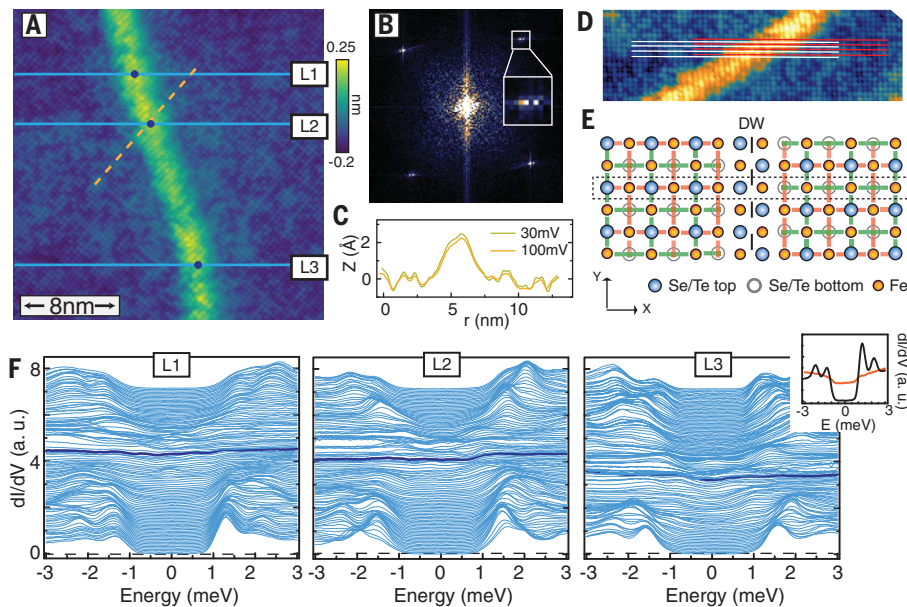 A
L1
L2
L3
8nm
0.25
nm
-0.2
B
C
Z (Å)
2
0
30mV
100mV
0 5 10
r (nm)
D
E
DW
Y
X
Se/Te top
Se/Te bottom
Fe
F
L1
L2
L3
dI/dV (a. u.)
8
4
0
-3 -2 -1 0 1 2 3
Energy (meV)
-3 -2 -1 0 1 2 3
Energy (meV)
-3 -2 -1 0 1 2 3
Energy (meV)
dI/dV (a. u.)
-3 0 3
E (meV)